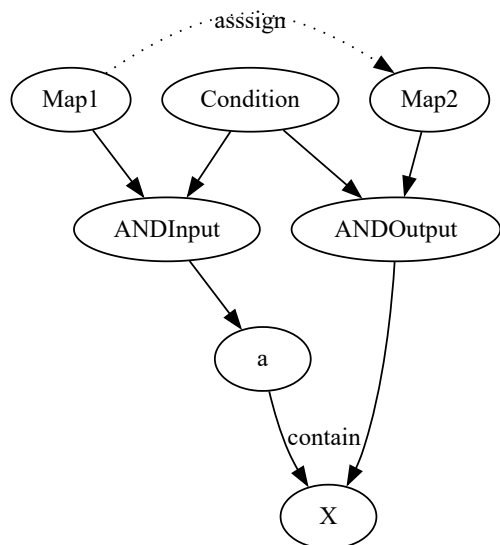 asssign
Map1
Condition
Map2
ANDInput
ANDOutput
a
contain
X